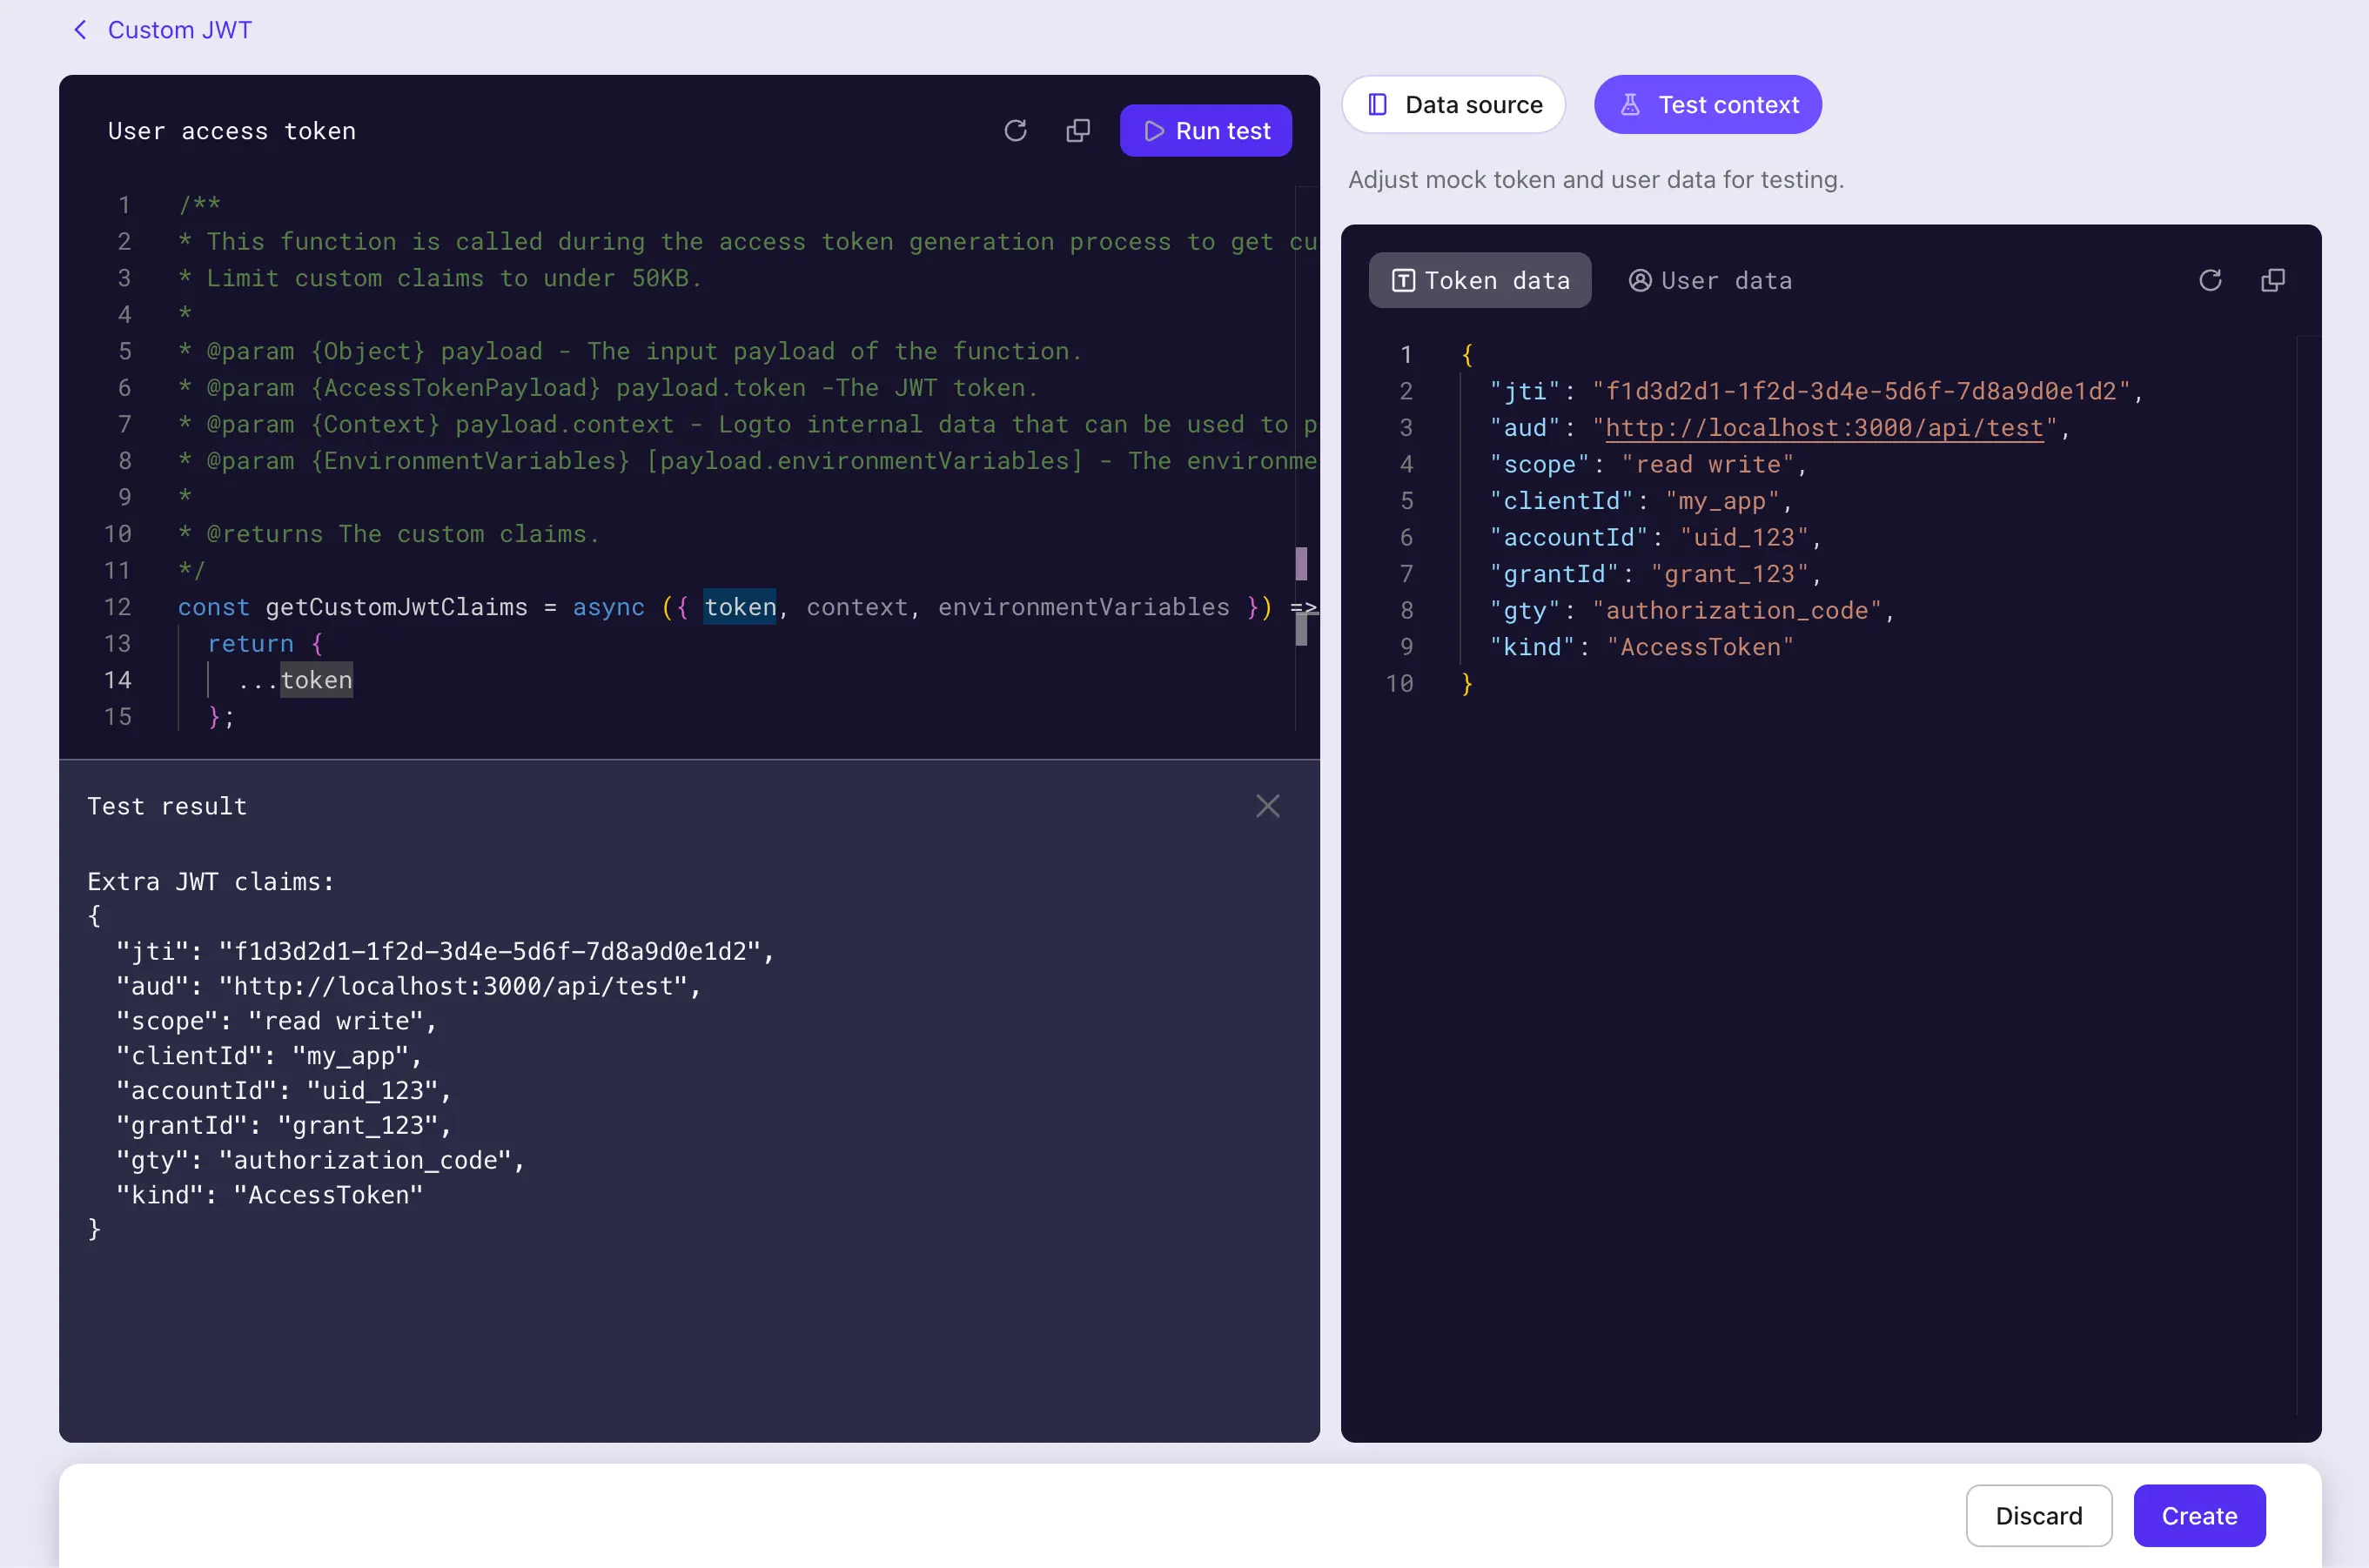 Custom JWT
User access token
Run test
1 /**
2 * This function is called during the access token generation process to get cu
3 * Limit custom claims to under 50KB.
4 *
5 * @param {Object} payload - The input payload of the function.
6 * @param {AccessTokenPayload} payload.token -The JWT token.
7 * @param {Context} payload.context - Logto internal data that can be used to p
8 * @param {EnvironmentVariables} [payload.environmentVariables] - The environme
9 *
10 * @returns The custom claims.
11 */
12 const getCustomJwtClaims = async ({ token, context, environmentVariables }) =>
13 return {
14 ...token
15 };
Test result
Extra JWT claims:
{
"jti": "f1d3d2d1-1f2d-3d4e-5d6f-7d8a9d0e1d2",
"aud": "http://localhost:3000/api/test",
"scope": "read write",
"clientId": "my_app",
"accountId": "uid_123",
"grantId": "grant_123",
"gty": "authorization_code",
"kind": "AccessToken"
}
Data source
Test context
Adjust mock token and user data for testing.
Token data
User data
1 {
2 "jti": "f1d3d2d1-1f2d-3d4e-5d6f-7d8a9d0e1d2",
3 "aud": "http://localhost:3000/api/test",
4 "scope": "read write",
5 "clientId": "my_app",
6 "accountId": "uid_123",
7 "grantId": "grant_123",
8 "gty": "authorization_code",
9 "kind": "AccessToken"
10 }
Discard
Create